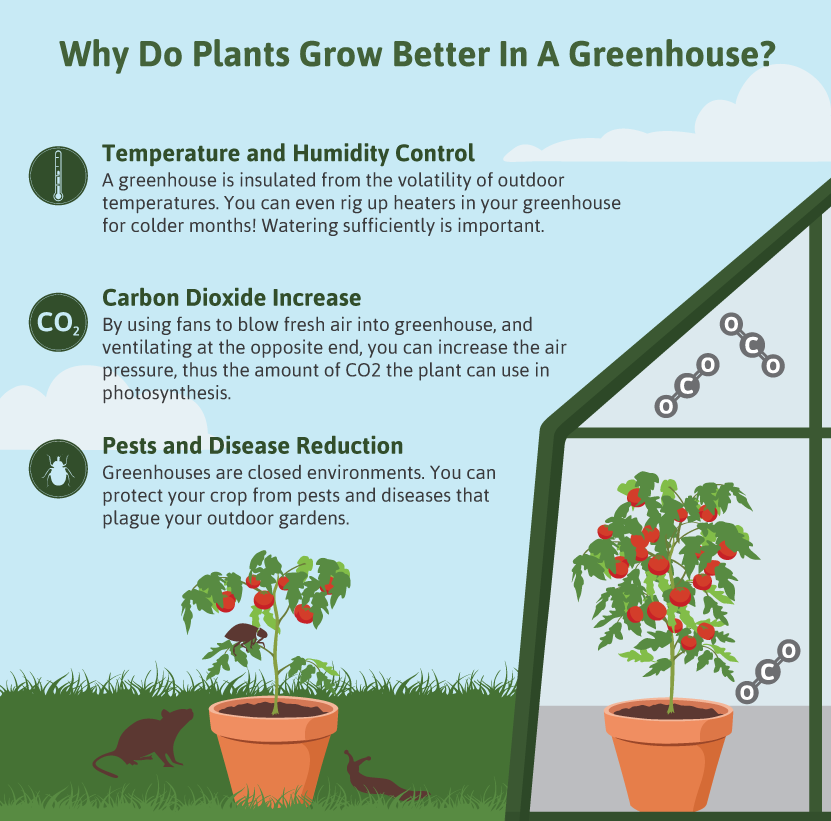 Why Do Plants Grow Better In A Greenhouse?
Temperature and Humidity Control
A greenhouse is insulated from the volatility of outdoor
temperatures. You can even rig up heaters in your greenhouse
for colder months! Watering sufficiently is important.
CO2
Carbon Dioxide Increase
By using fans to blow fresh air into greenhouse, and
ventilating at the opposite end, you can increase the air
pressure, thus the amount of CO2 the plant can use in
photosynthesis.
Pests and Disease Reduction
Greenhouses are closed environments. You can
protect your crop from pests and diseases that
plague your outdoor gardens.
O C O
O C O
O C O